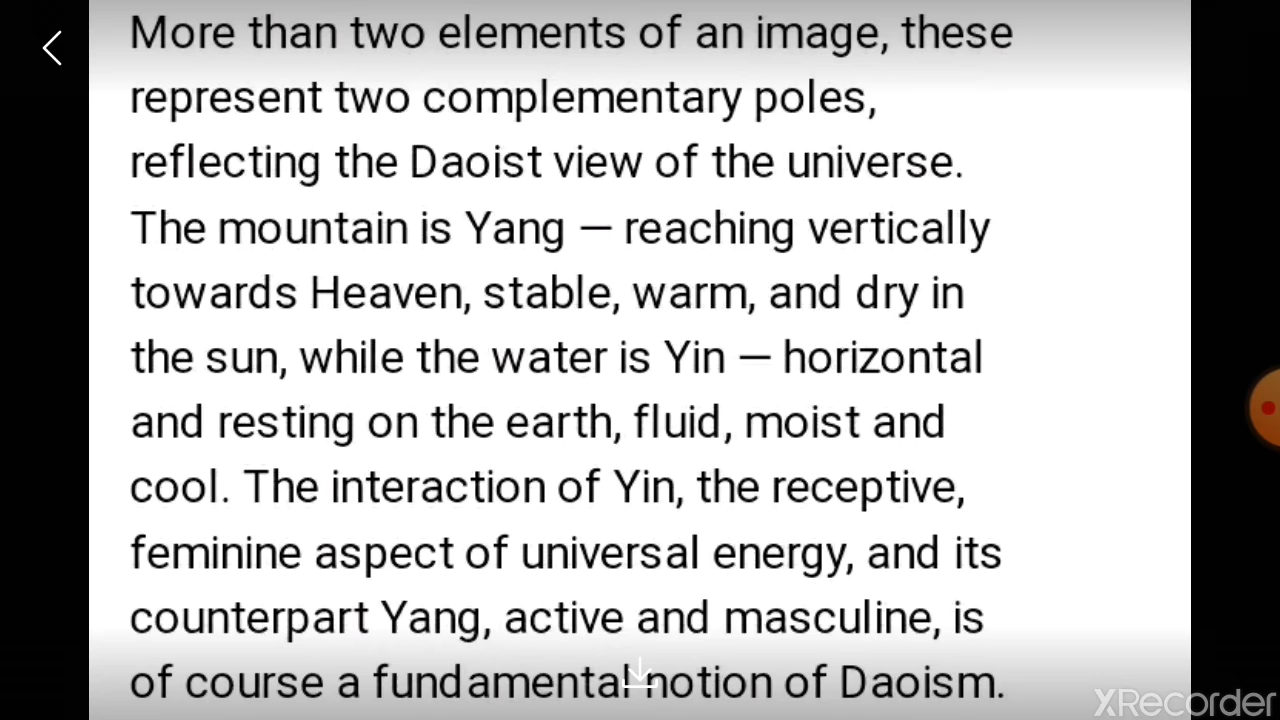 More than two elements of an image, these
represent two complementary poles,
reflecting the Daoist view of the universe.
The mountain is Yang — reaching vertically
towards Heaven, stable, warm, and dry in
the sun, while the water is Yin — horizontal
and resting on the earth, fluid, moist and
cool. The interaction of Yin, the receptive,
feminine aspect of universal energy, and its
counterpart Yang, active and masculine, is
of course a fundamental notion of Daoism.
XRecorder